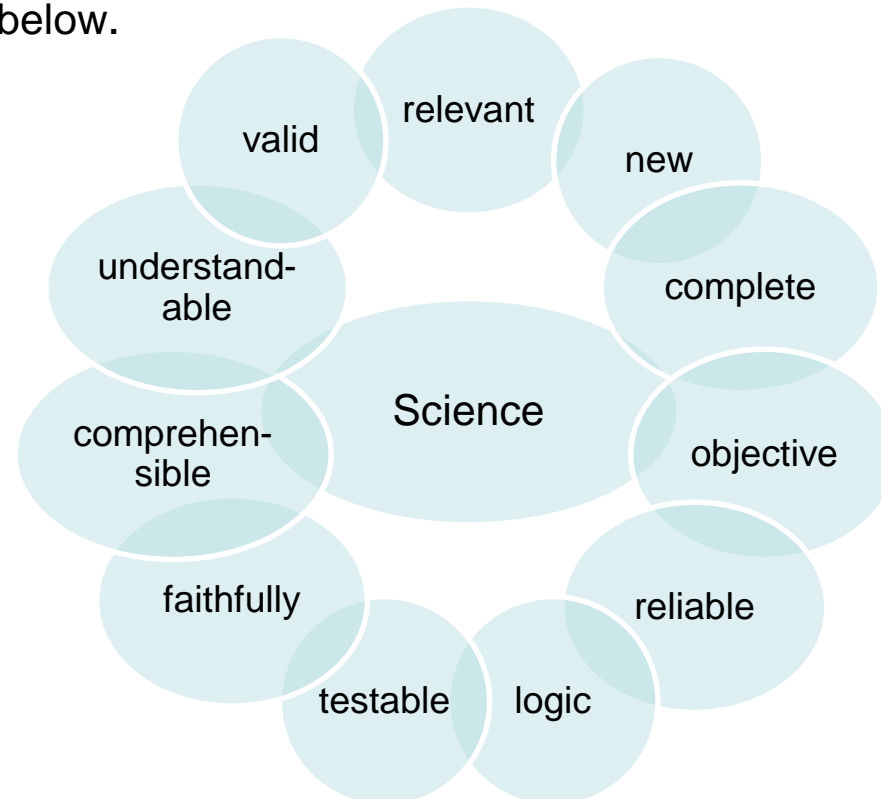 below.
relevant
valid
new
understand-
able
complete
Science
comprehen-
sible
objective
faithfully
reliable
testable
logic